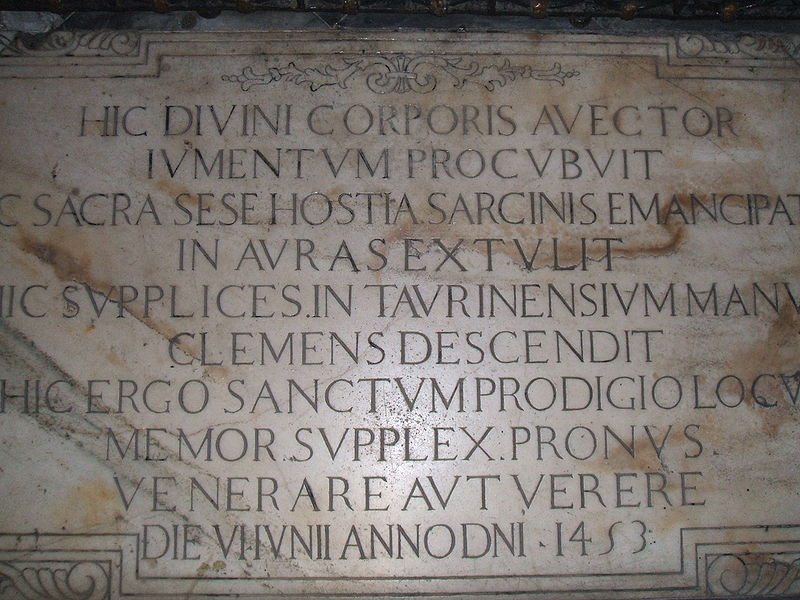 HIC DIVINI CORPORIS AVECTOR
IVMENTVM PROCVBVIT
C SACRA SESE HOSTIA SARCINIS EMANCIPAT
IN AVRAS EXTVLIT
HIC SVPPLICES.IN TAVRINENSIVM MANV
CLEMENS DESCENDIT
HIC ERGO SANCTVM PRODIGIO LOCV
MEMOR.SVPPLEX.PRONVS
VENERARE AVT VERERE
DIE VI.IVNII ANNO DNI . 1453